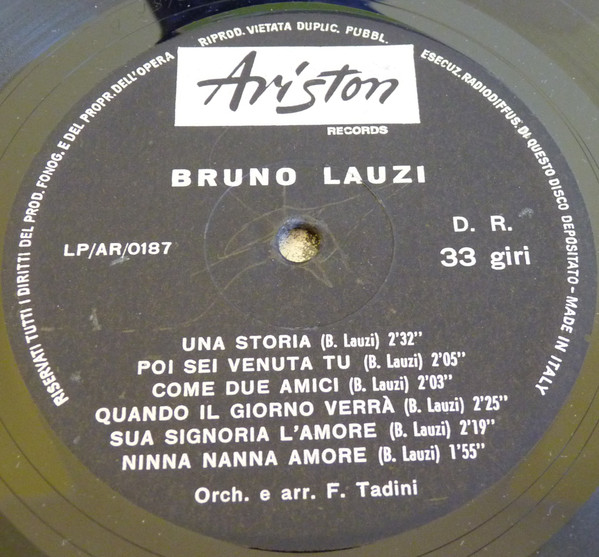 RISERVATI TUTTI I DIRITTI DEL PROD. FONOG. E DEL PROPR. DELL'OPERA
RIPROD. VIETATA DUPLIC. PUBBL.
ESECUZ. RADIODIFFUS. DI QUESTO DISCO DEPOSITATO - MADE IN ITALY
Ariston
RECORDS
BRUNO LAUZI
LP/AR/0187
D. R.
33 giri
UNA STORIA (B. Lauzi) 2'32"
POI SEI VENUTA TU (B. Lauzi) 2'05"
COME DUE AMICI (B. Lauzi) 2'03"
QUANDO IL GIORNO VERRÀ (B. Lauzi) 2'25"
SUA SIGNORIA L'AMORE (B. Lauzi) 2'19"
NINNA NANNA AMORE (B. Lauzi) 1'55"
Orch. e arr. F. Tadini